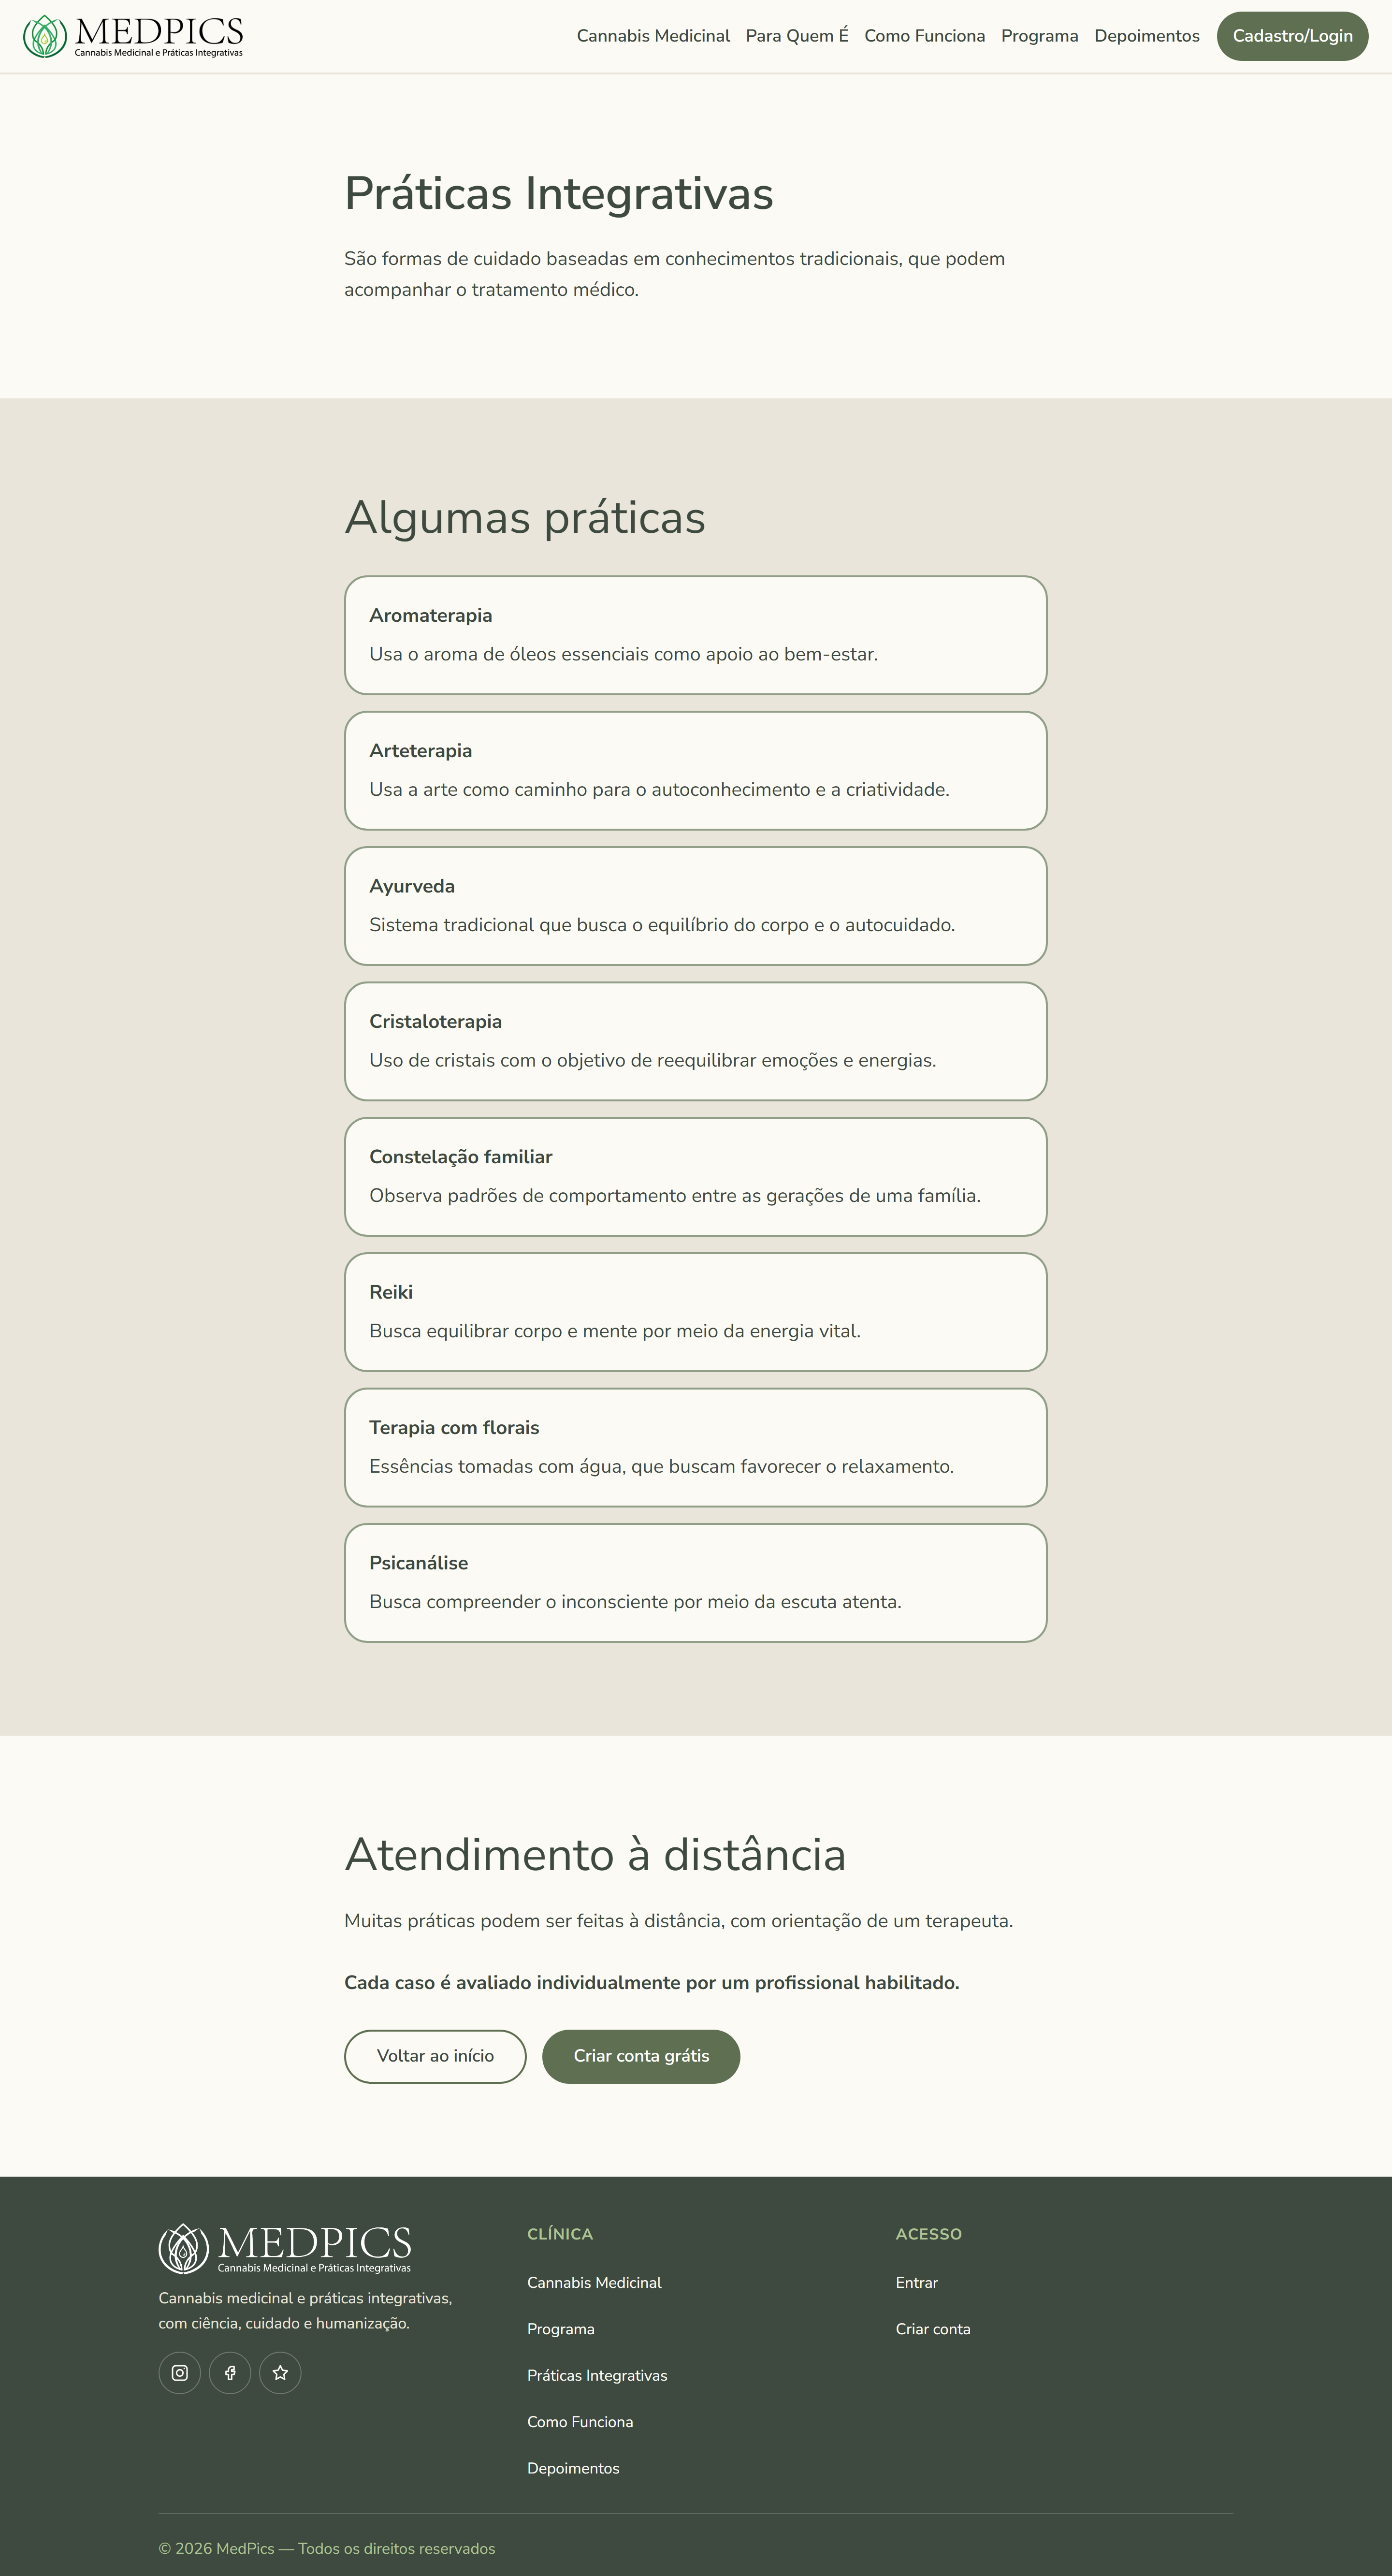 MEDPICS
Cannabis Medicinal e Práticas Integrativas
Cannabis Medicinal Para Quem É Como Funciona Programa Depoimentos Cadastro/Login
Práticas Integrativas
São formas de cuidado baseadas em conhecimentos tradicionais, que podem
acompanhar o tratamento médico.
Algumas práticas
Aromaterapia
Usa o aroma de óleos essenciais como apoio ao bem-estar.
Arteterapia
Usa a arte como caminho para o autoconhecimento e a criatividade.
Ayurveda
Sistema tradicional que busca o equilíbrio do corpo e o autocuidado.
Cristaloterapia
Uso de cristais com o objetivo de reequilibrar emoções e energias.
Constelação familiar
Observa padrões de comportamento entre as gerações de uma família.
Reiki
Busca equilibrar corpo e mente por meio da energia vital.
Terapia com florais
Essências tomadas com água, que buscam favorecer o relaxamento.
Psicanálise
Busca compreender o inconsciente por meio da escuta atenta.
Atendimento à distância
Muitas práticas podem ser feitas à distância, com orientação de um terapeuta.
Cada caso é avaliado individualmente por um profissional habilitado.
Voltar ao início Criar conta grátis
MEDPICS
Cannabis Medicinal e Práticas Integrativas
Cannabis medicinal e práticas integrativas,
com ciência, cuidado e humanização.
CLÍNICA
Cannabis Medicinal
Programa
Práticas Integrativas
Como Funciona
Depoimentos
ACESSO
Entrar
Criar conta
© 2026 MedPics — Todos os direitos reservados